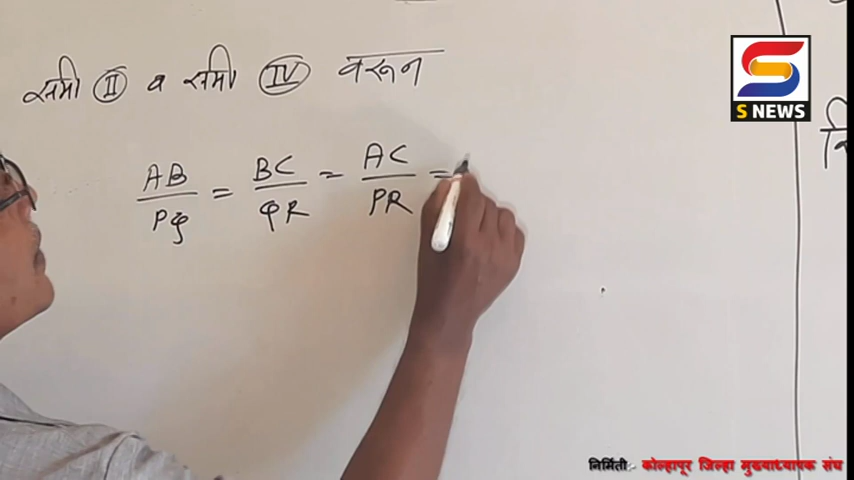 समी II व समी IV वरून
AB/PQ = BC/QR = AC/PR =
S NEWS
निर्मिती:- कोल्हापूर जिल्हा मुख्याध्यापक संघ